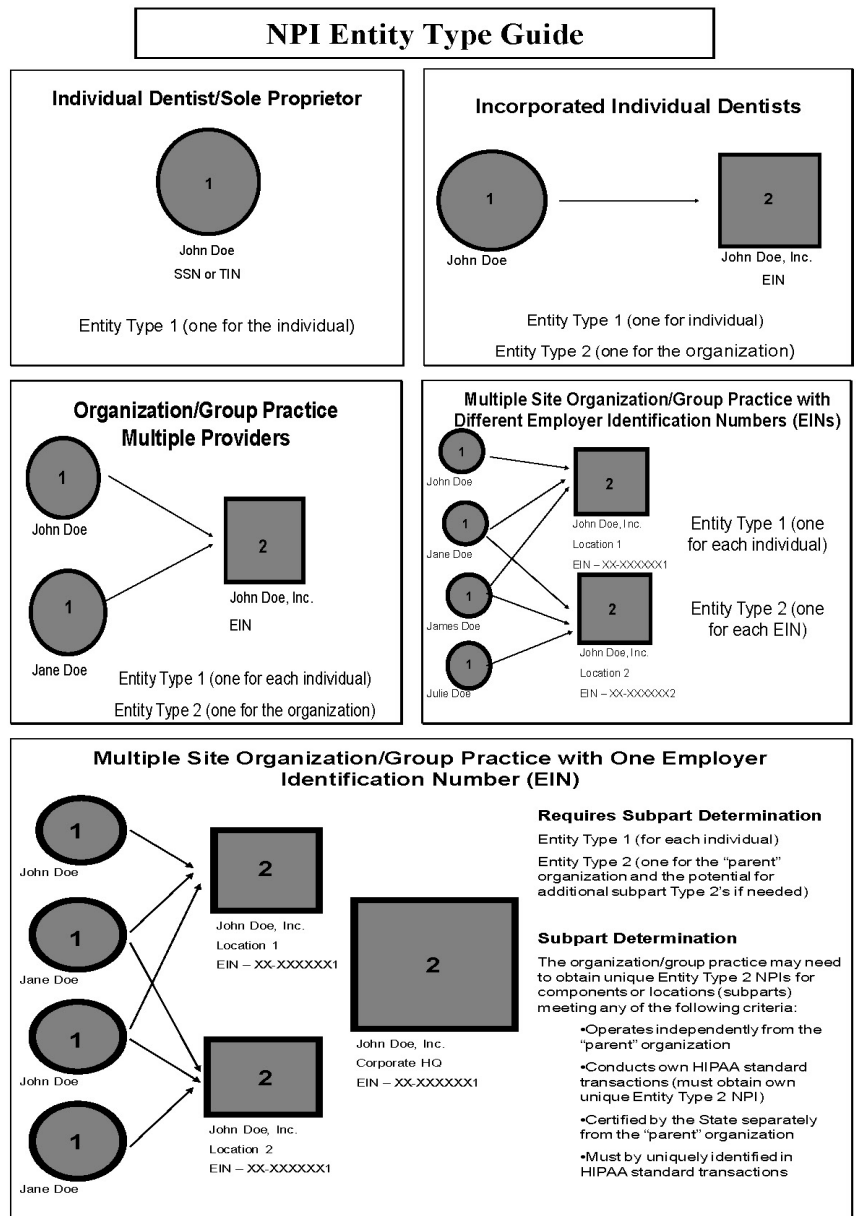 NPI Entity Type Guide
Individual Dentist/Sole Proprietor
1
John Doe
SSN or TIN
Entity Type 1 (one for the individual)
Incorporated Individual Dentists
1
2
John Doe
John Doe, Inc.
EIN
Entity Type 1 (one for individual)
Entity Type 2 (one for the organization)
Organization/Group Practice
Multiple Providers
1
John Doe
2
John Doe, Inc.
EIN
1
Jane Doe
Entity Type 1 (one for each individual)
Entity Type 2 (one for the organization)
Multiple Site Organization/Group Practice with
Different Employer Identification Numbers (EINs)
1
John Doe
1
Jane Doe
1
James Doe
1
Julie Doe
2
John Doe, Inc.
Location 1
EIN – XX-XXXXXX1
2
John Doe, Inc.
Location 2
EIN – XX-XXXXXX2
Entity Type 1 (one
for each individual)
Entity Type 2 (one
for each EIN)
Multiple Site Organization/Group Practice with One Employer
Identification Number (EIN)
1
John Doe
1
Jane Doe
1
John Doe
1
Jane Doe
2
John Doe, Inc.
Location 1
EIN – XX-XXXXXX1
2
John Doe, Inc.
Location 2
EIN – XX-XXXXXX1
2
John Doe, Inc.
Corporate HQ
EIN – XX-XXXXXX1
Requires Subpart Determination
Entity Type 1 (for each individual)
Entity Type 2 (one for the “parent”
organization and the potential for
additional subpart Type 2’s if needed)
Subpart Determination
The organization/group practice may need
to obtain unique Entity Type 2 NPIs for
components or locations (subparts)
meeting any of the following criteria:
•Operates independently from the
“parent” organization
•Conducts own HIPAA standard
transactions (must obtain own
unique Entity Type 2 NPI)
•Certified by the State separately
from the “parent” organization
•Must by uniquely identified in
HIPAA standard transactions